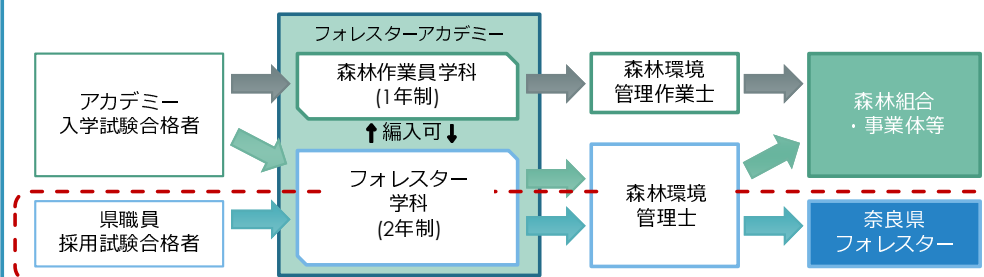 フォレスターアカデミー
アカデミー
入学試験合格者
森林作業員学科
(1年制)
森林環境
管理作業士
森林組合
・事業体等
⬆編入可⬇
フォレスター
学科
(2年制)
森林環境
管理士
県職員
採用試験合格者
奈良県
フォレスター